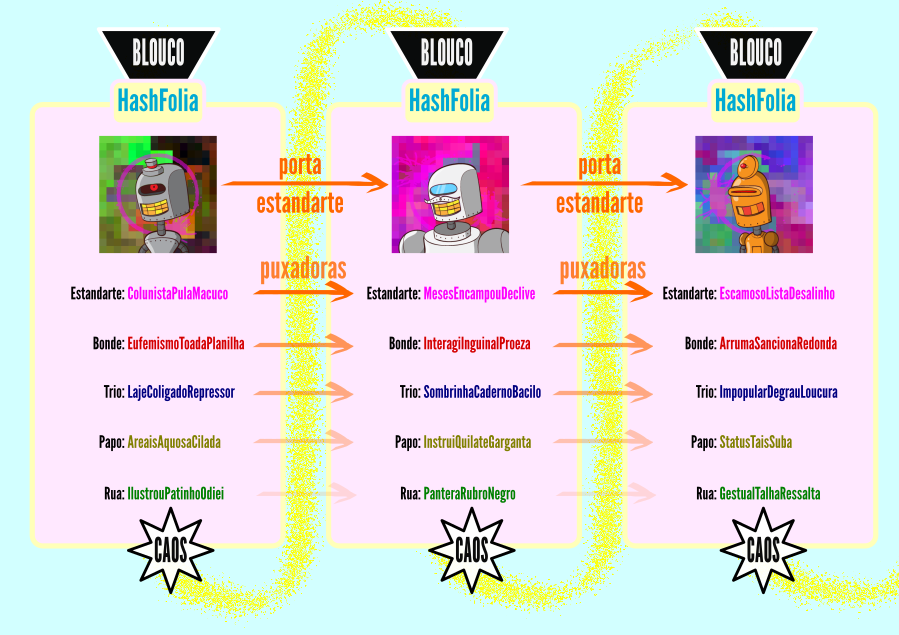 BLOUCO
HashFolia
Estandarte: ColunistaPulaMacuco
Bonde: EufemismoToadaPlanilha
Trio: LajeColigadoRepressor
Papo: AreaisAquosaCilada
Rua: IlustrouPatinhoOdiei
CAOS
porta
estandarte
puxadoras
BLOUCO
HashFolia
Estandarte: MesesEncampouDeclive
Bonde: InteragiInguinalProeza
Trio: SombrinhaCadernoBacilo
Papo: InstruiQuilateGarganta
Rua: PanteraRubroNegro
CAOS
porta
estandarte
puxadoras
BLOUCO
HashFolia
Estandarte: EscamosoListaDesalinho
Bonde: ArrumaSancionaRedonda
Trio: ImpopularDegrauLoucura
Papo: StatusTaisSuba
Rua: GestualTalhaRessalta
CAOS